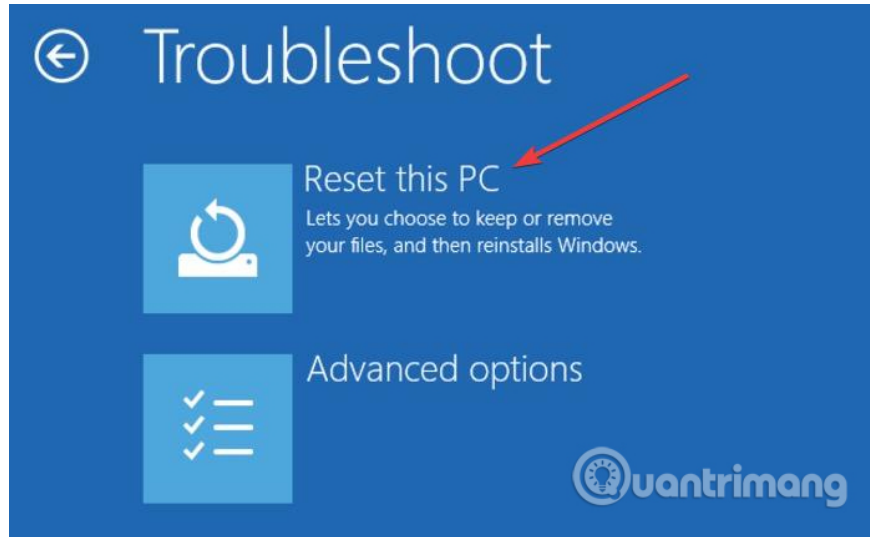 Troubleshoot
Reset this PC
Lets you choose to keep or remove
your files, and then reinstalls Windows.
Advanced options
Quantrimang